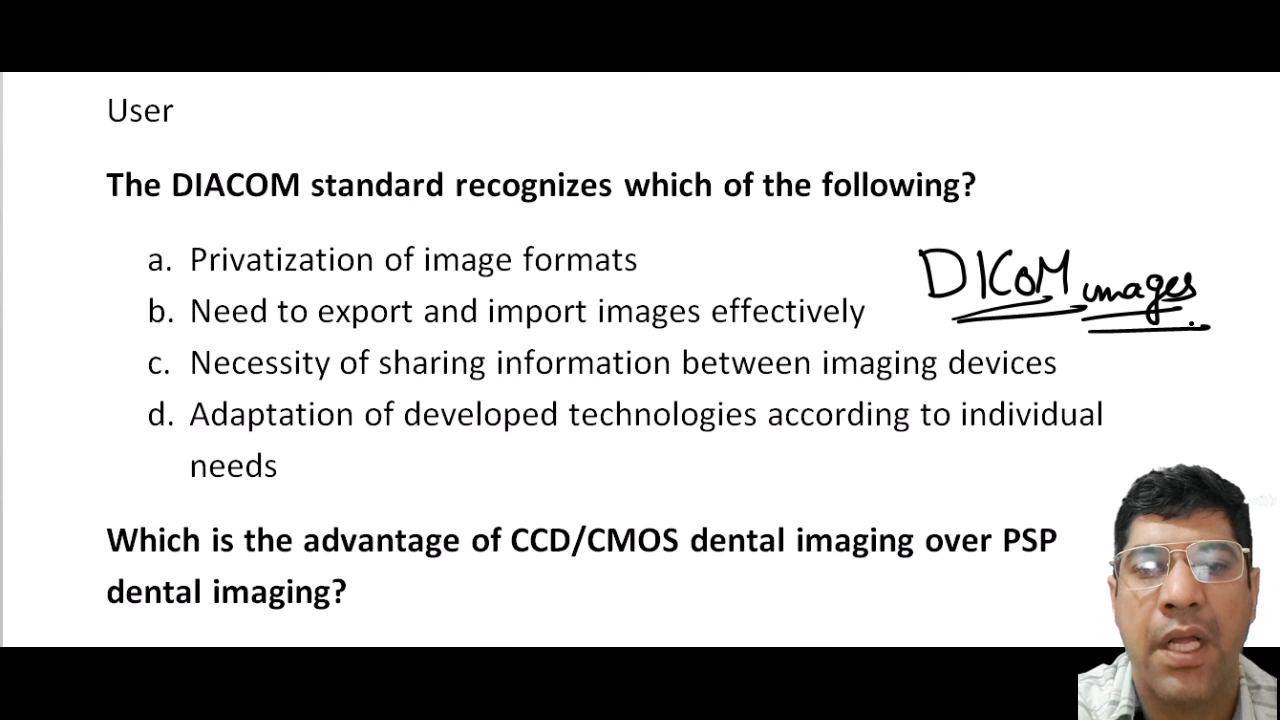 User
The DIACOM standard recognizes which of the following?
a. Privatization of image formats
DICOM images
b. Need to export and import images effectively
c. Necessity of sharing information between imaging devices
d. Adaptation of developed technologies according to individual
needs
Which is the advantage of CCD/CMOS dental imaging over PSP
dental imaging?